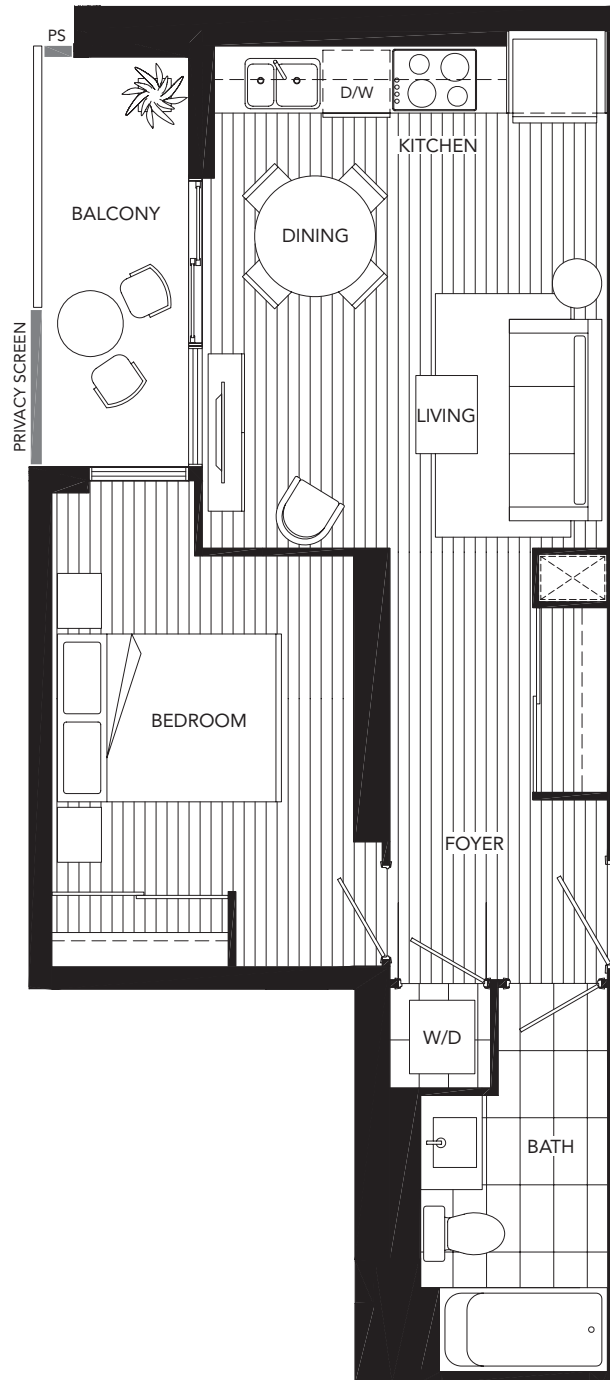 PS
D/W
KITCHEN
BALCONY
DINING
PRIVACY SCREEN
LIVING
BEDROOM
FOYER
W/D
BATH